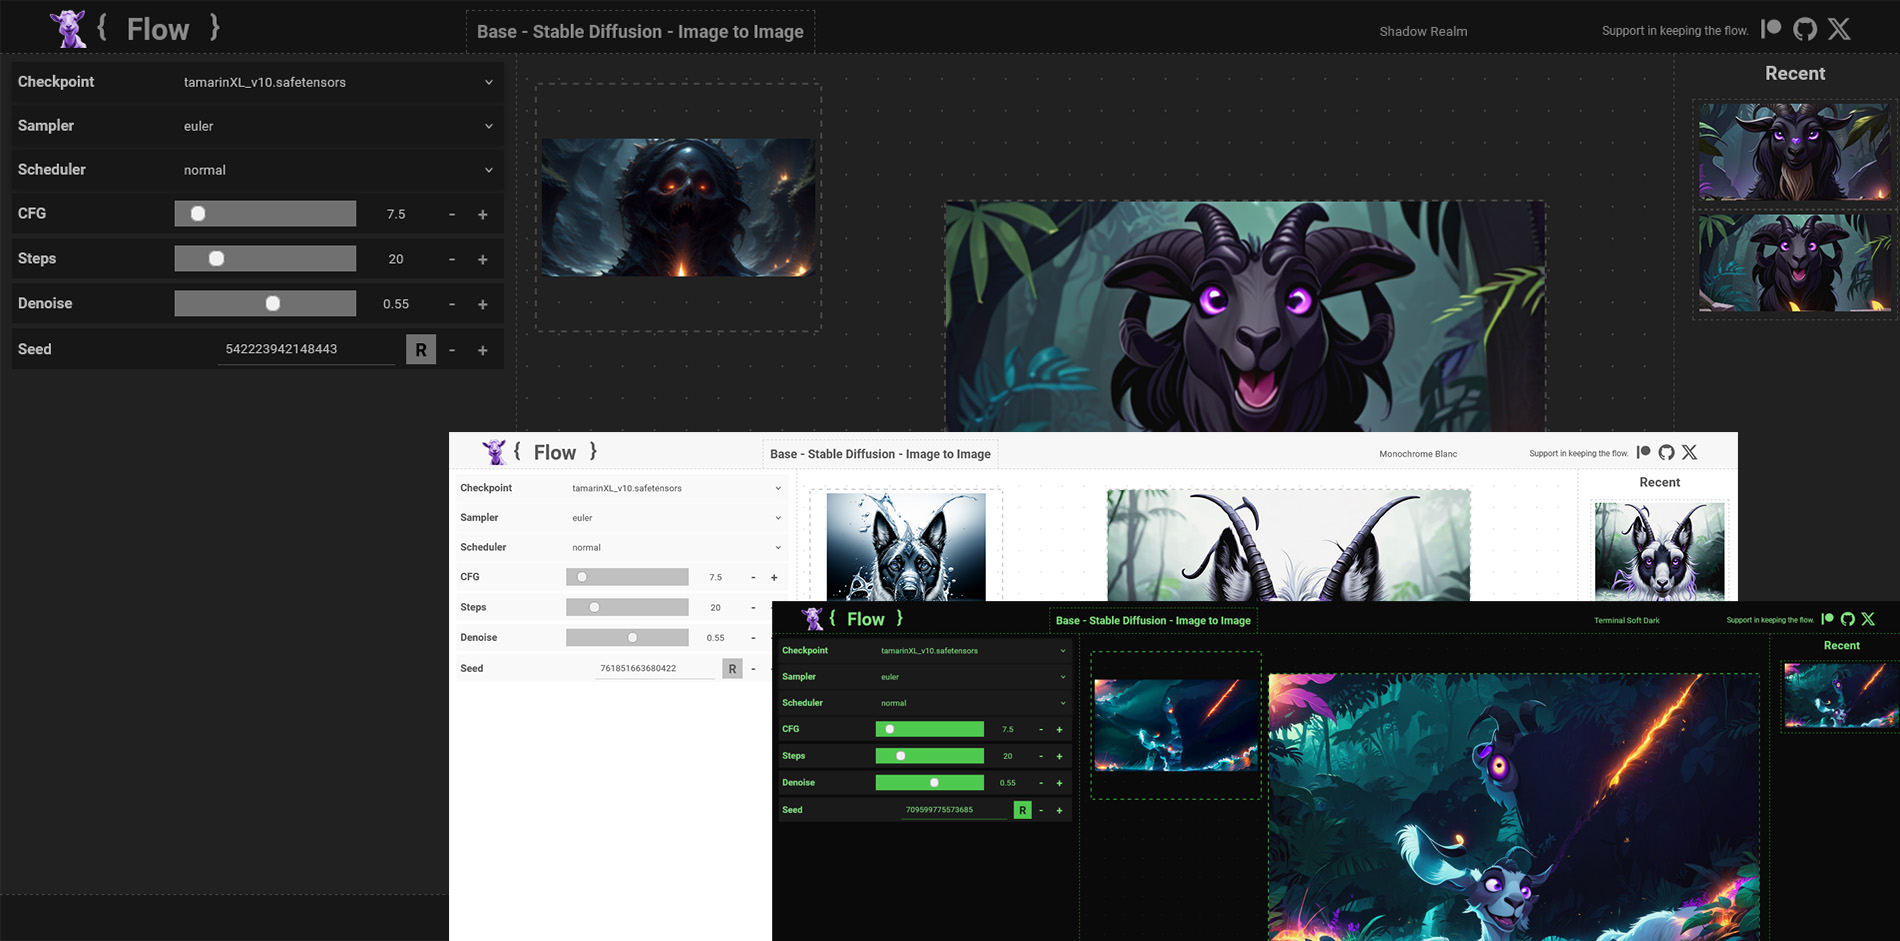 { Flow }
Base - Stable Diffusion - Image to Image
Shadow Realm
Support in keeping the flow.
Checkpoint tamarinXL_v10.safetensors
Sampler euler
Scheduler normal
CFG 7.5 - +
Steps 20 - +
Denoise 0.55 - +
Seed 542223942148443 R - +
Recent
{ Flow }
Base - Stable Diffusion - Image to Image
Monochrome Blanc
Support in keeping the flow.
Checkpoint tamarinXL_v10.safetensors
Sampler euler
Scheduler normal
CFG 7.5 - +
Steps 20 -
Denoise 0.55 -
Seed 761851663680422 R -
Recent
{ Flow }
Base - Stable Diffusion - Image to Image
Terminal Soft Dark
Support in keeping the flow.
Checkpoint tamarinXL_v10.safetensors
Sampler euler
Scheduler normal
CFG 7.5 - +
Steps 20 - +
Denoise 0.55 - +
Seed 709599775573685 R - +
Recent